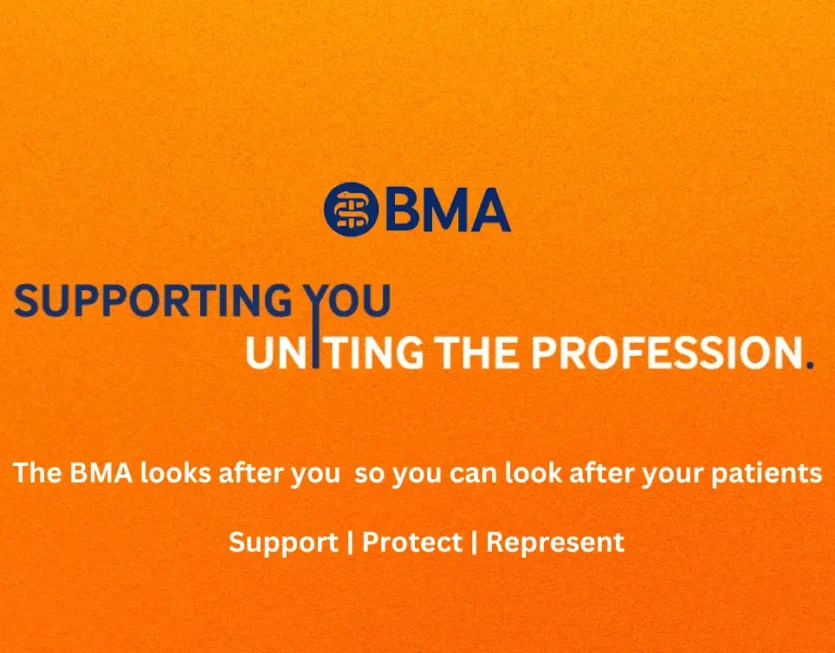 BMA
SUPPORTING YOU
UNITING THE PROFESSION.
The BMA looks after you so you can look after your patients
Support | Protect | Represent